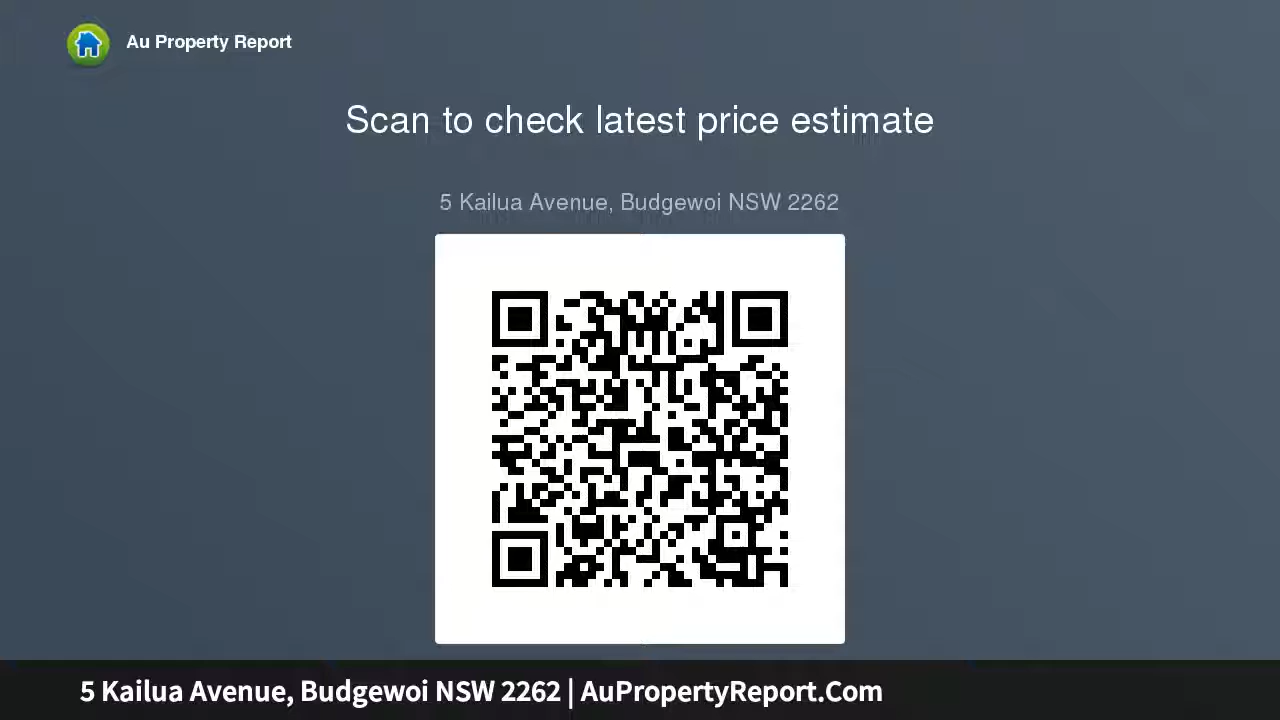 Au Property Report
Scan to check latest price estimate
5 Kailua Avenue, Budgewoi NSW 2262
5 Kailua Avenue, Budgewoi NSW 2262 | AuPropertyReport.Com